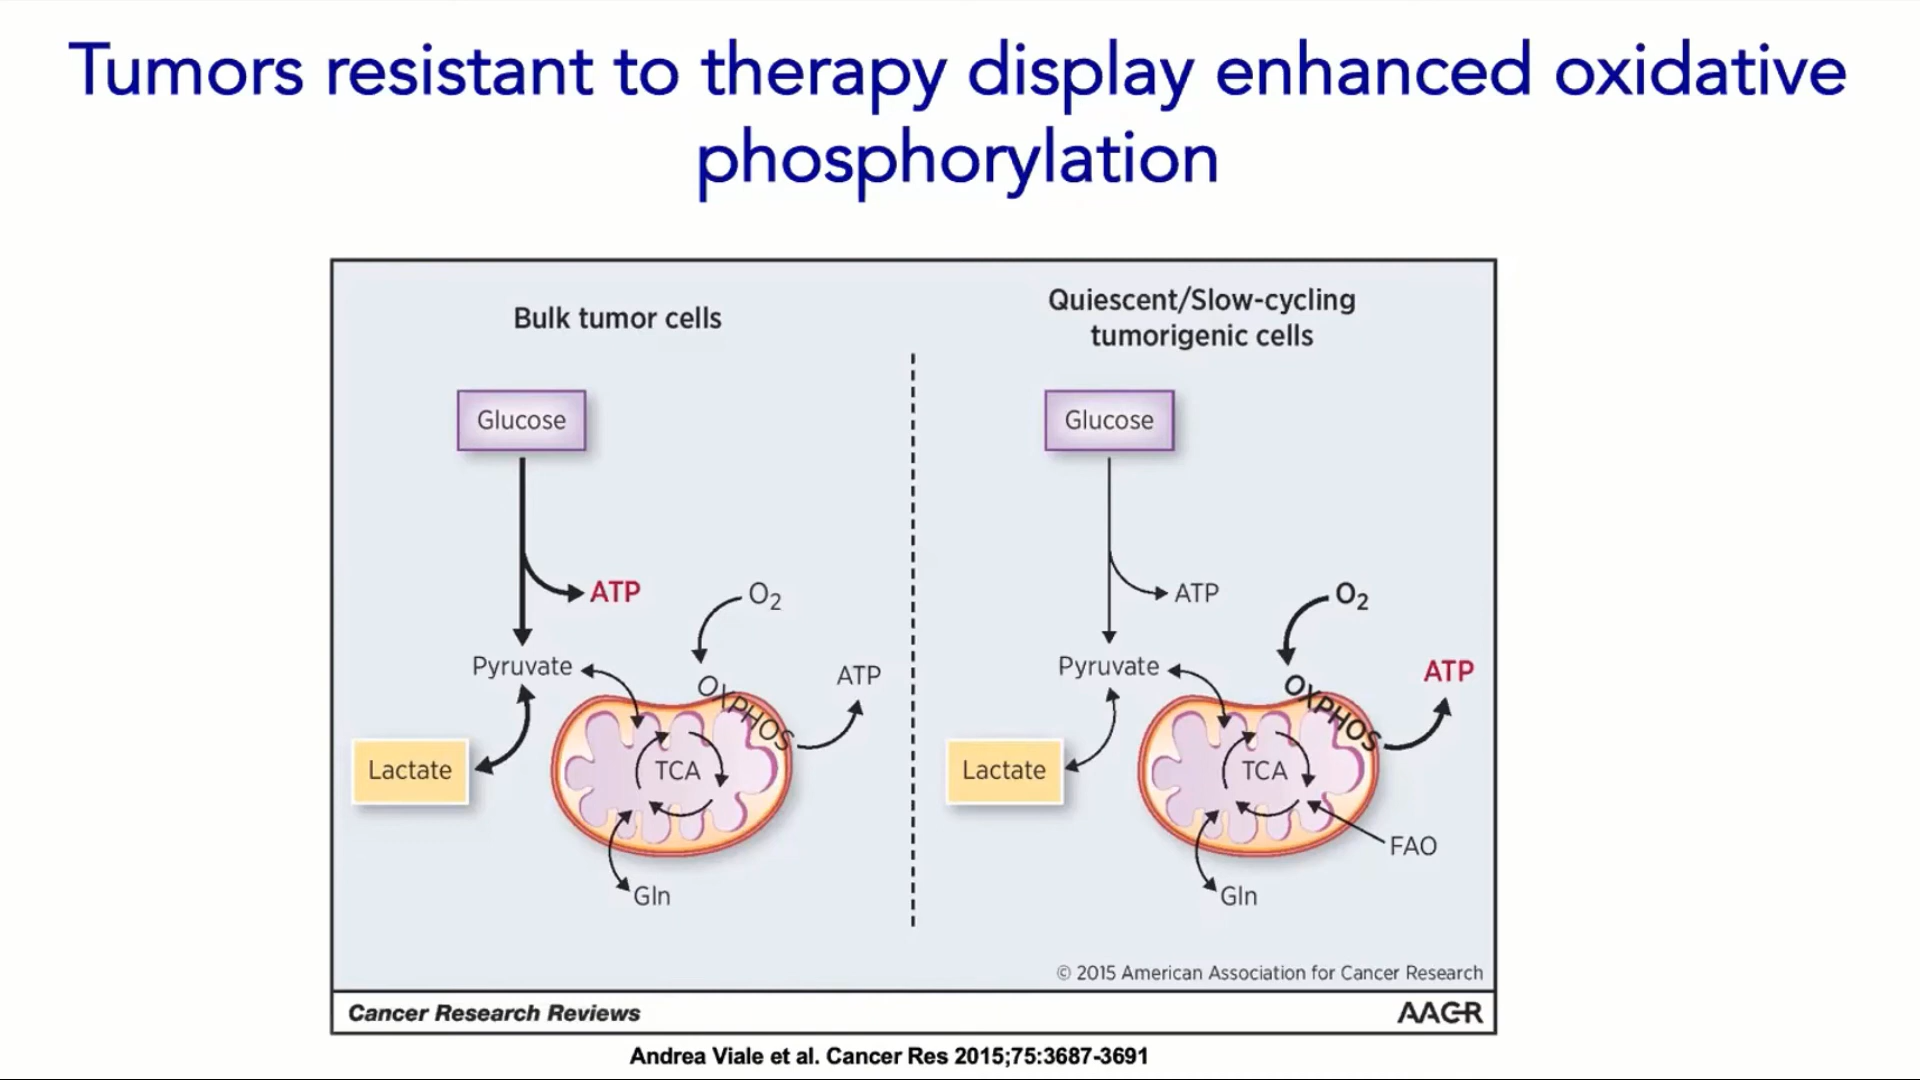 Tumors resistant to therapy display enhanced oxidative
phosphorylation
Bulk tumor cells
Glucose
ATP
O2
Pyruvate
ATP
OXPHOS
Lactate
TCA
Gln
Quiescent/Slow-cycling
tumorigenic cells
Glucose
ATP
O2
Pyruvate
ATP
OXPHOS
Lactate
TCA
FAO
Gln
© 2015 American Association for Cancer Research
Cancer Research Reviews
AACR
Andrea Viale et al. Cancer Res 2015;75:3687-3691